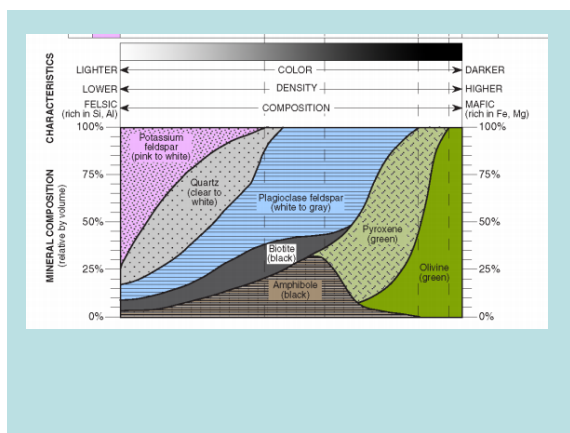 CHARACTERISTICS
LIGHTER COLOR DARKER
LOWER DENSITY HIGHER
FELSIC
(rich in Si, Al) COMPOSITION MAFIC
(rich in Fe, Mg)
MINERAL COMPOSITION
(relative by volume)
100% 100%
75% 75%
50% 50%
25% 25%
0% 0%
Potassium
feldspar
(pink to white)
Quartz
(clear to
white)
Plagioclase feldspar
(white to gray)
Pyroxene
(green)
Biotite
(black)
Olivine
(green)
Amphibole
(black)